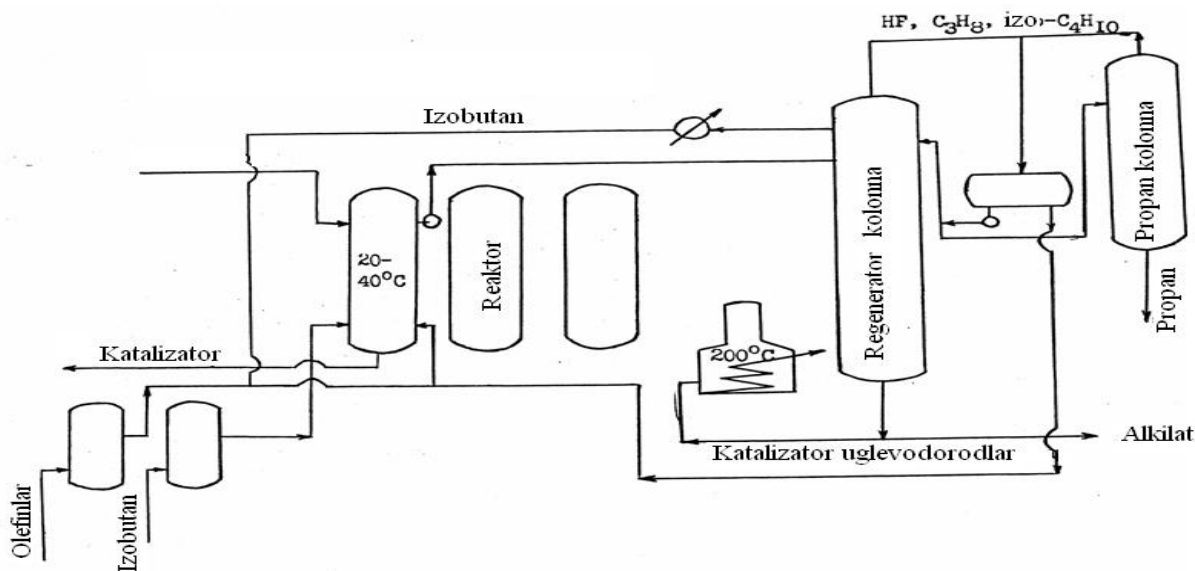 HF, C3H8, izo-C4H10
Izobutan
Propan kolonna
Regenerator kolonna
20-
40°C
Reaktor
Propan
200°C
Katalizator
Alkilat
Katalizator uglevodorodlar
Olefinlar
Izobutan